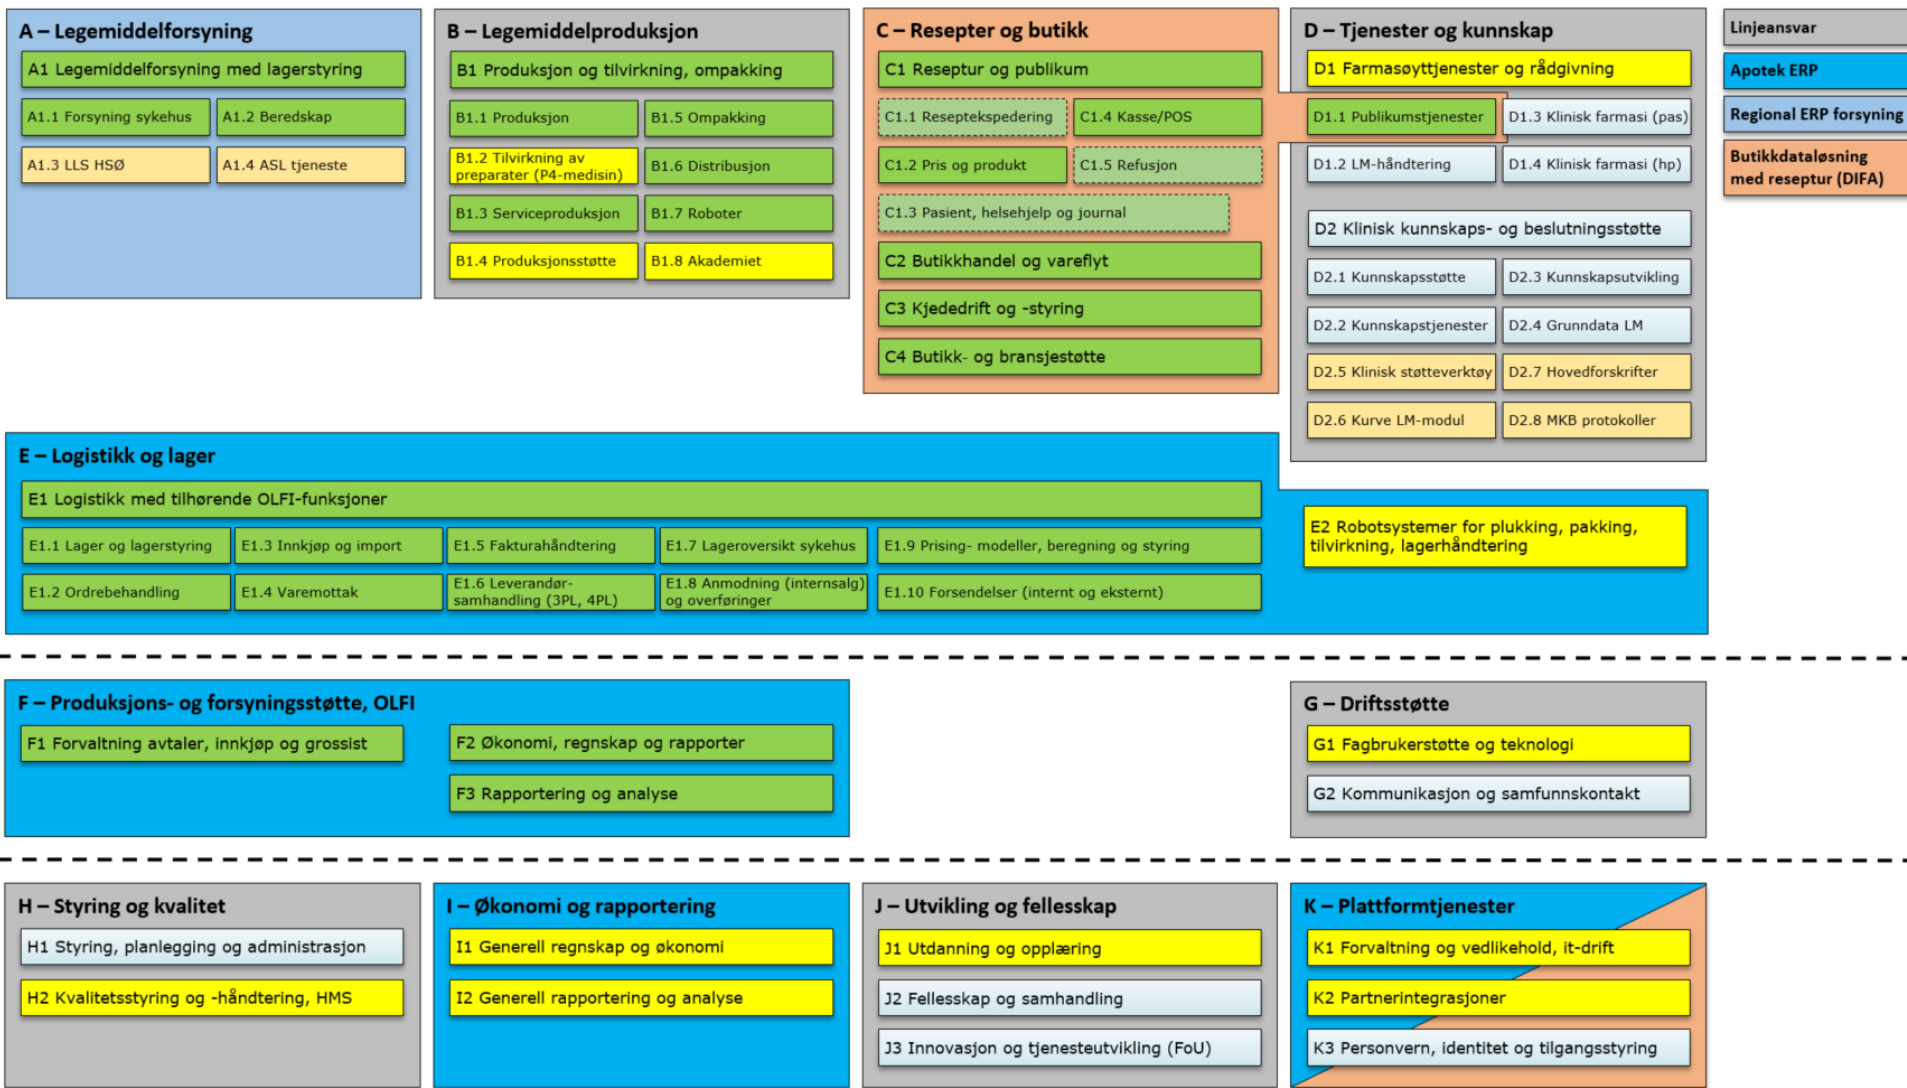 A – Legemiddelforsyning
A1 Legemiddelforsyning med lagerstyring
A1.1 Forsyning sykehus
A1.2 Beredskap
A1.3 LLS HSØ
A1.4 ASL tjeneste
B – Legemiddelproduksjon
B1 Produksjon og tilvirkning, ompakking
B1.1 Produksjon
B1.5 Ompakking
B1.2 Tilvirkning av
preparater (P4-medisin)
B1.6 Distribusjon
B1.3 Serviceproduksjon
B1.7 Roboter
B1.4 Produksjonsstøtte
B1.8 Akademiet
C – Resepter og butikk
C1 Reseptur og publikum
C1.1 Reseptekspedering
C1.4 Kasse/POS
C1.2 Pris og produkt
C1.5 Refusjon
C1.3 Pasient, helsehjelp og journal
C2 Butikkhandel og vareflyt
C3 Kjededrift og -styring
C4 Butikk- og bransjestøtte
D – Tjenester og kunnskap
D1 Farmasøyttjenester og rådgivning
D1.1 Publikumstjenester
D1.3 Klinisk farmasi (pas)
D1.2 LM-håndtering
D1.4 Klinisk farmasi (hp)
D2 Klinisk kunnskaps- og beslutningsstøtte
D2.1 Kunnskapsstøtte
D2.3 Kunnskapsutvikling
D2.2 Kunnskapstjenester
D2.4 Grunndata LM
D2.5 Klinisk støtteverktøy
D2.7 Hovedforskrifter
D2.6 Kurve LM-modul
D2.8 MKB protokoller
Linjeansvar
Apotek ERP
Regional ERP forsyning
Butikkdataløsning
med reseptur (DIFA)
E – Logistikk og lager
E1 Logistikk med tilhørende OLFI-funksjoner
E1.1 Lager og lagerstyring
E1.3 Innkjøp og import
E1.5 Fakturahåndtering
E1.7 Lageroversikt sykehus
E1.9 Prising- modeller, beregning og styring
E1.2 Ordrebehandling
E1.4 Varemottak
E1.6 Leverandør-
samhandling (3PL, 4PL)
E1.8 Anmodning (internsalg)
og overføringer
E1.10 Forsendelser (internt og eksternt)
E2 Robotsystemer for plukking, pakking,
tilvirkning, lagerhåndtering
F – Produksjons- og forsyningsstøtte, OLFI
F1 Forvaltning avtaler, innkjøp og grossist
F2 Økonomi, regnskap og rapporter
F3 Rapportering og analyse
G – Driftsstøtte
G1 Fagbrukerstøtte og teknologi
G2 Kommunikasjon og samfunnskontakt
H – Styring og kvalitet
H1 Styring, planlegging og administrasjon
H2 Kvalitetsstyring og -håndtering, HMS
I – Økonomi og rapportering
I1 Generell regnskap og økonomi
I2 Generell rapportering og analyse
J – Utvikling og fellesskap
J1 Utdanning og opplæring
J2 Fellesskap og samhandling
J3 Innovasjon og tjenesteutvikling (FoU)
K – Plattformtjenester
K1 Forvaltning og vedlikehold, it-drift
K2 Partnerintegrasjoner
K3 Personvern, identitet og tilgangsstyring